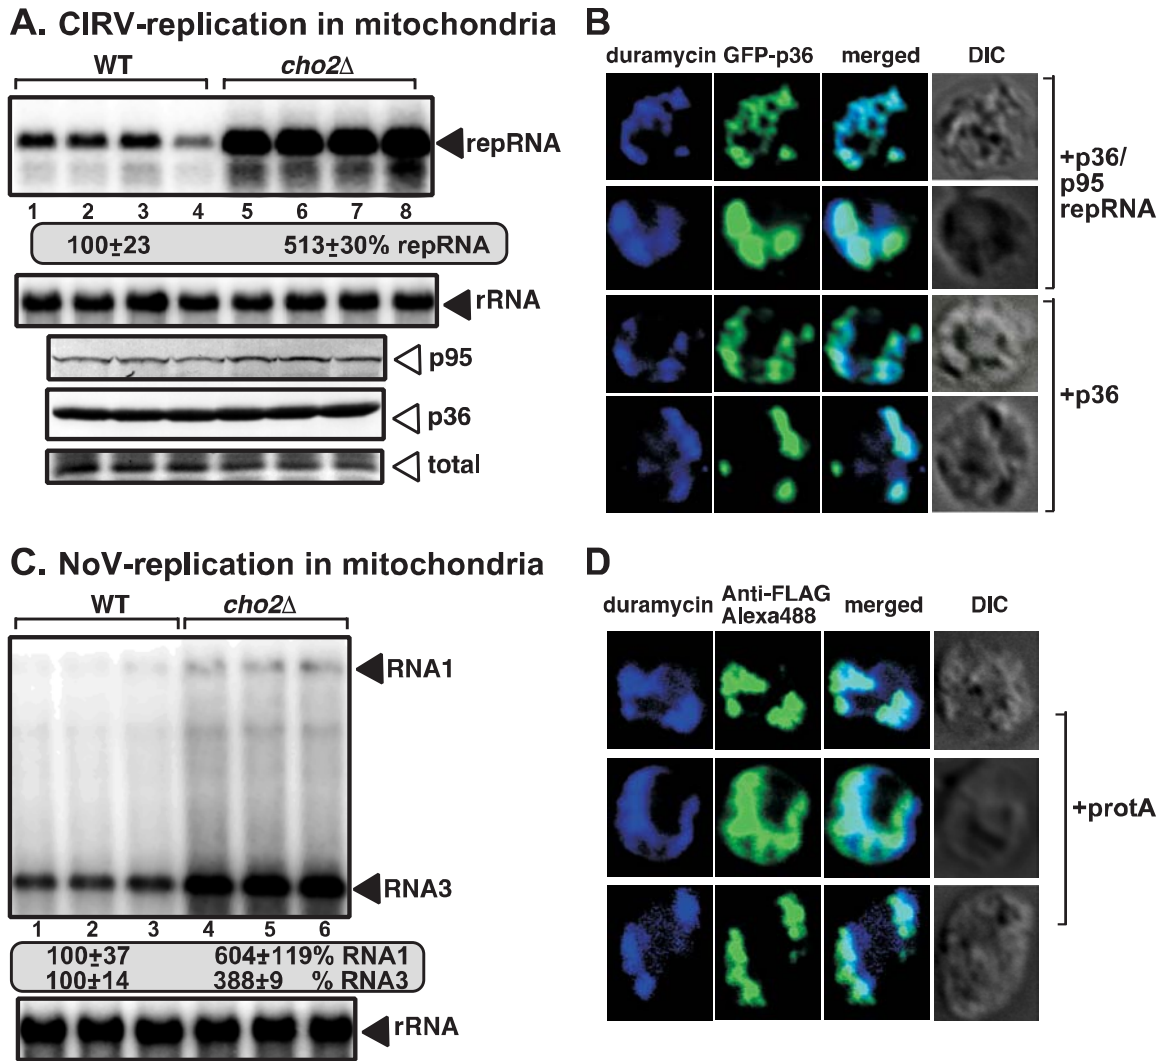 A. CIRV-replication in mitochondria
WT cho2Δ
repRNA
1 2 3 4 5 6 7 8
100±23 513±30% repRNA
rRNA
p95
p36
total
B
duramycin GFP-p36 merged DIC
+p36/
p95
repRNA
+p36
C. NoV-replication in mitochondria
WT cho2Δ
RNA1
RNA3
1 2 3 4 5 6
100±37 604±119% RNA1
100±14 388±9 % RNA3
rRNA
D
duramycin Anti-FLAG Alexa488 merged DIC
+protA